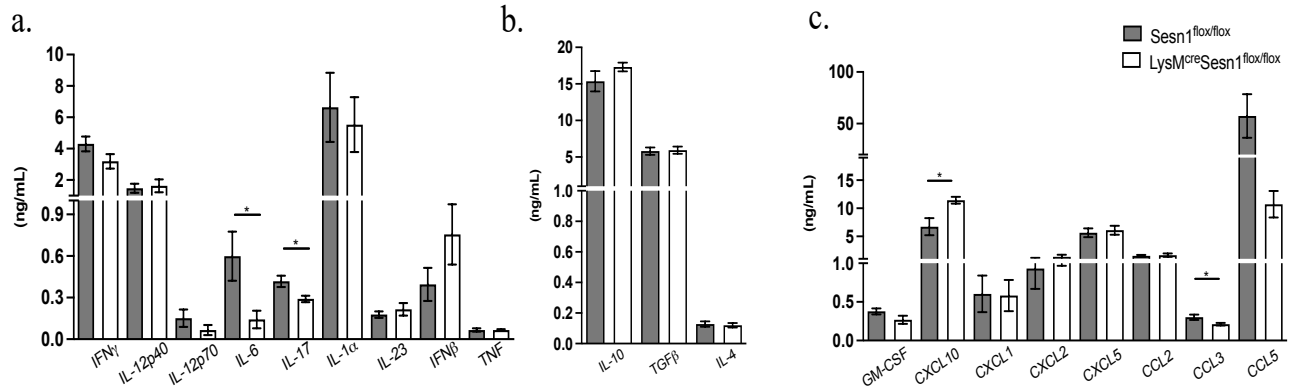 a.
10
8
6
4
2
0.9
0.6
0.3
0.0
(ng/mL)
*
*
IFNγ
IL-12p40
IL-12p70
IL-6
IL-17
IL-1α
IL-23
IFNβ
TNF
b.
20
15
10
5
1.0
0.8
0.6
0.4
0.2
0.0
(ng/mL)
IL-10
TGFβ
IL-4
c.
Sesn1flox/flox
LysMcreSesn1flox/flox
100
50
15
10
5
1.0
0.5
0.0
(ng/mL)
*
*
GM-CSF
CXCL10
CXCL1
CXCL2
CXCL5
CCL2
CCL3
CCL5